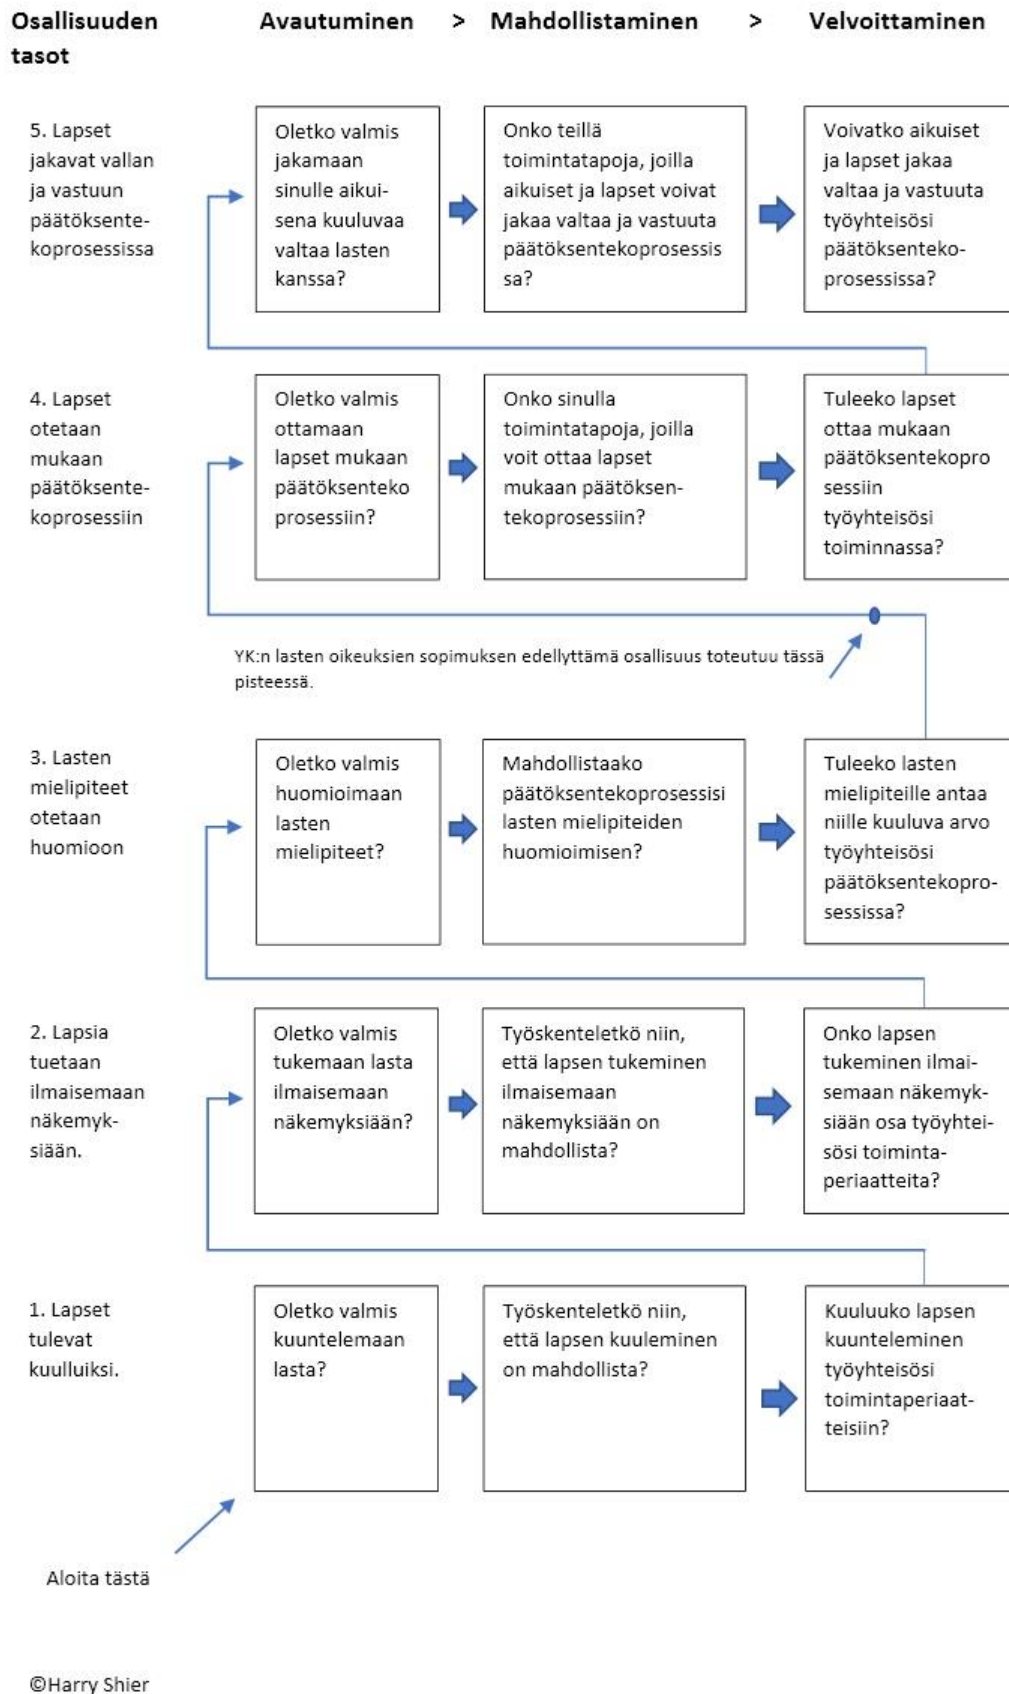 Osallisuuden
tasot
Avautuminen > Mahdollistaminen > Velvoittaminen
5. Lapset
jakavat vallan
ja vastuun
päätöksente-
koprosessissa
Oletko valmis
jakamaan
sinulle aikui-
sena kuuluvaa
valtaa lasten
kanssa?
Onko teillä
toimintatapoja, joilla
aikuiset ja lapset voivat
jakaa valtaa ja vastuuta
päätöksentekoprosessis
sa?
Voivatko aikuiset
ja lapset jakaa
valtaa ja vastuuta
työyhteisösi
päätöksenteko-
prosessissa?
4. Lapset
otetaan
mukaan
päätöksente-
koprosessiin
Oletko valmis
ottamaan
lapset mukaan
päätöksenteko
prosessiin?
Onko sinulla
toimintatapoja, joilla
voit ottaa lapset
mukaan päätöksen-
tekoprosessiin?
Tuleeko lapset
ottaa mukaan
päätöksentekopro
sessiin
työyhteisösi
toiminnassa?
YK:n lasten oikeuksien sopimuksen edellyttämä osallisuus toteutuu tässä
pisteessä.
3. Lasten
mielipiteet
otetaan
huomioon
Oletko valmis
huomioimaan
lasten
mielipiteet?
Mahdollistaako
päätöksentekoprosessisi
lasten mielipiteiden
huomioimisen?
Tuleeko lasten
mielipiteille antaa
niille kuuluva arvo
työyhteisösi
päätöksentekopro-
sessissa?
2. Lapsia
tuetaan
ilmaisemaan
näkemyk-
siään.
Oletko valmis
tukemaan lasta
ilmaisemaan
näkemyksiään?
Työskenteletkö niin,
että lapsen tukeminen
ilmaisemaan
näkemyksiään on
mahdollista?
Onko lapsen
tukeminen ilmai-
semaan näkemyk-
siään osa työyhtei-
sösi toiminta-
periaatteita?
1. Lapset
tulevat
kuulluiksi.
Oletko valmis
kuuntelemaan
lasta?
Työskenteletkö niin,
että lapsen kuuleminen
on mahdollista?
Kuuluuko lapsen
kuunteleminen
työyhteisösi
toimintaperiaat-
teisiin?
Aloita tästä
©Harry Shier